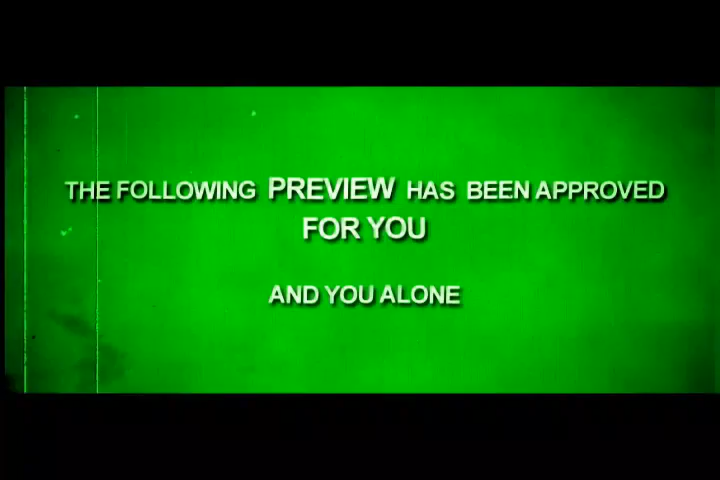 THE FOLLOWING PREVIEW HAS BEEN APPROVED
FOR YOU
AND YOU ALONE